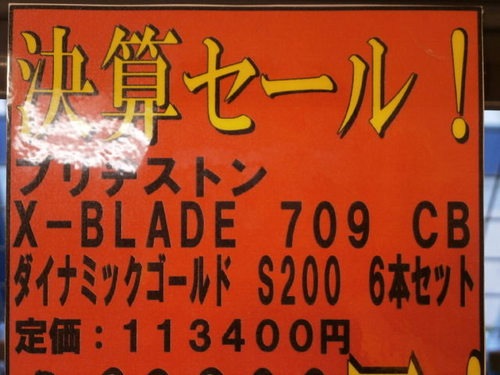 決算セール！
ブリヂストン
X-BLADE 709 CB
ダイナミックゴールド S200 6本セット
定価：113400円